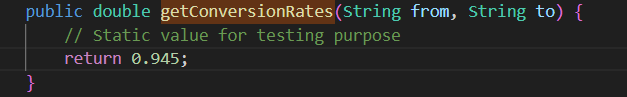 public double getConversionRates(String from, String to) {
// Static value for testing purpose
return 0.945;
}